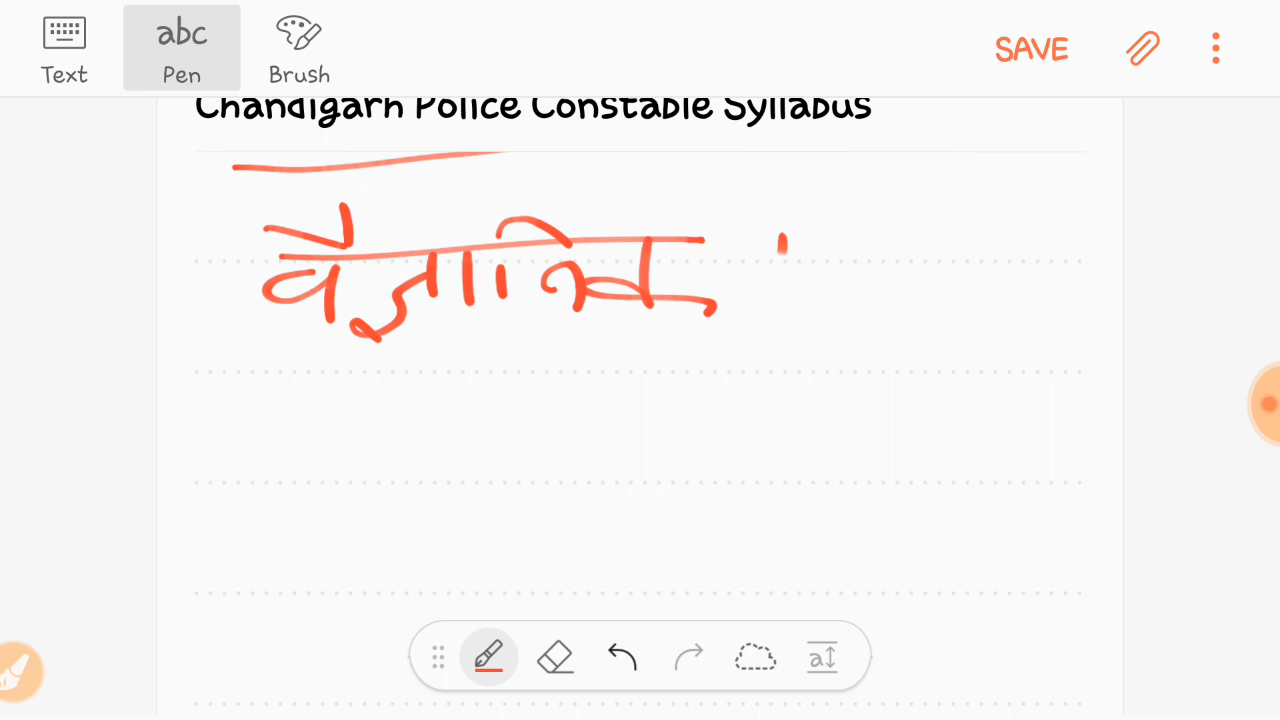 abc
Text Pen Brush SAVE
Chandigarh Police Constable Syllabus
वैज्ञानिक
a